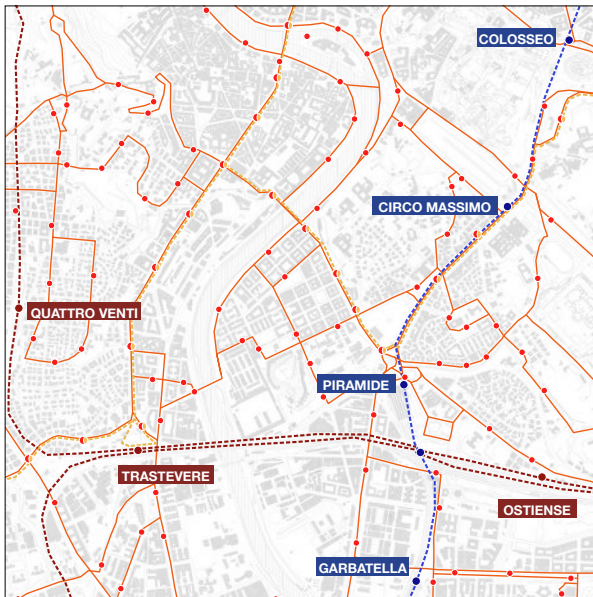 COLOSSEO
CIRCO MASSIMO
QUATTRO VENTI
PIRAMIDE
TRASTEVERE
OSTIENSE
GARBATELLA